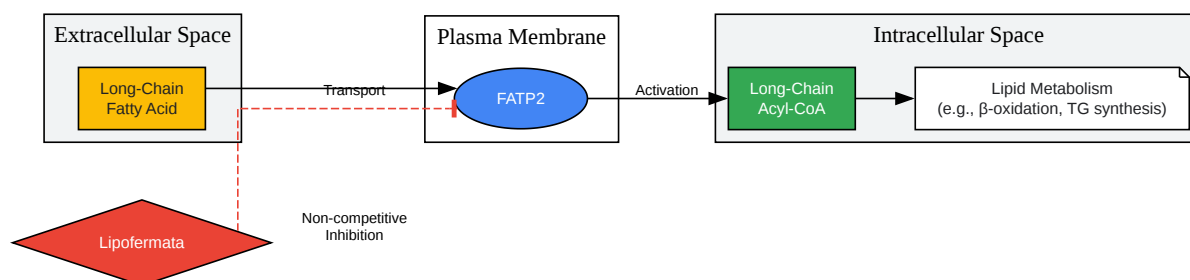 Extracellular Space
Plasma Membrane
Intracellular Space
Long-Chain
Fatty Acid
Transport
FATP2
Activation
Long-Chain
Acyl-CoA
Lipid Metabolism
(e.g., β-oxidation, TG synthesis)
Lipofermata
Non-competitive
Inhibition